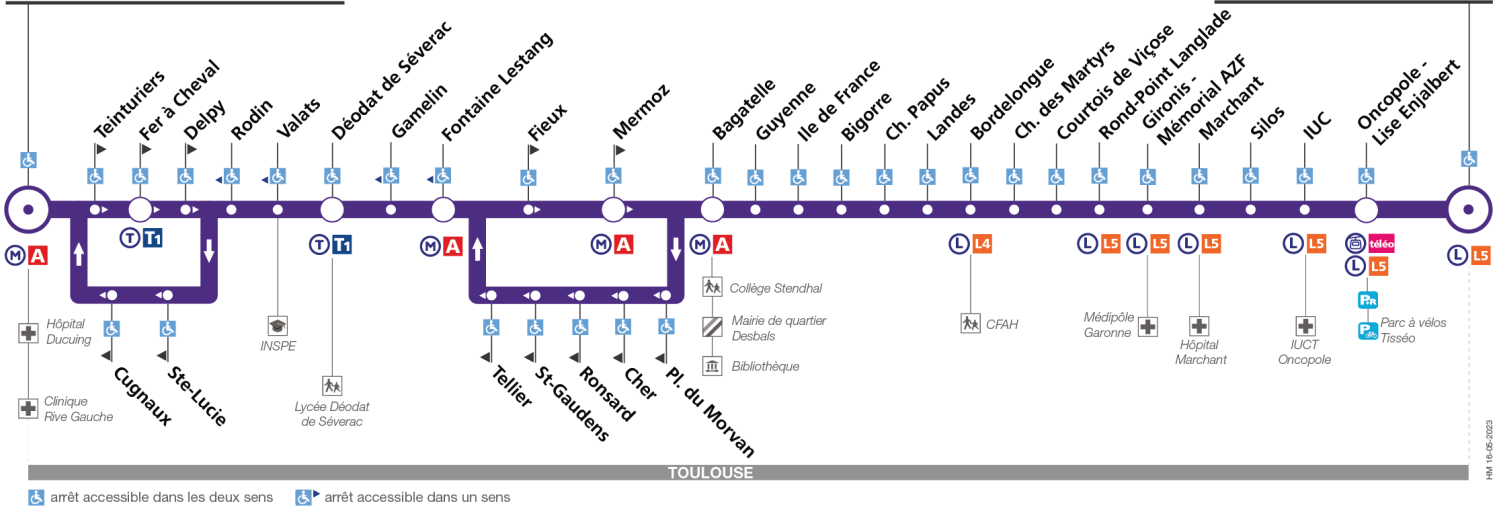 Teinturiers
Fer à Cheval
Delpy
Rodin
Valats
Déodat de Séverac
Gamelin
Fontaine Lestang
Fieux
Mermoz
Bagatelle
Guyenne
Ile de France
Bigorre
Ch. Papus
Landes
Bordelongue
Ch. des Martyrs
Courtois de Viçose
Rond-Point Langlade
Gironis -
Mémorial AZF
Marchant
Silos
IUC
Oncopole -
Lise Enjalbert
M A
T T1
T T1
M A
M A
M A
L L4
L L5
L L5
L L5
L L5
téléo
L L5
L L5
Hôpital
Ducuing
Clinique
Rive Gauche
Cugnaux
Ste-Lucie
INSPE
Lycée Déodat
de Séverac
Tellier
St-Gaudens
Ronsard
Cher
Pl. du Morvan
Collège Stendhal
Mairie de quartier
Desbals
Bibliothèque
CFAH
Médipôle
Garonne
Hôpital
Marchant
IUCT
Oncopole
PR
P
Parc à vélos
Tisséo
HM 16-05-2023
TOULOUSE
arrêt accessible dans les deux sens
arrêt accessible dans un sens